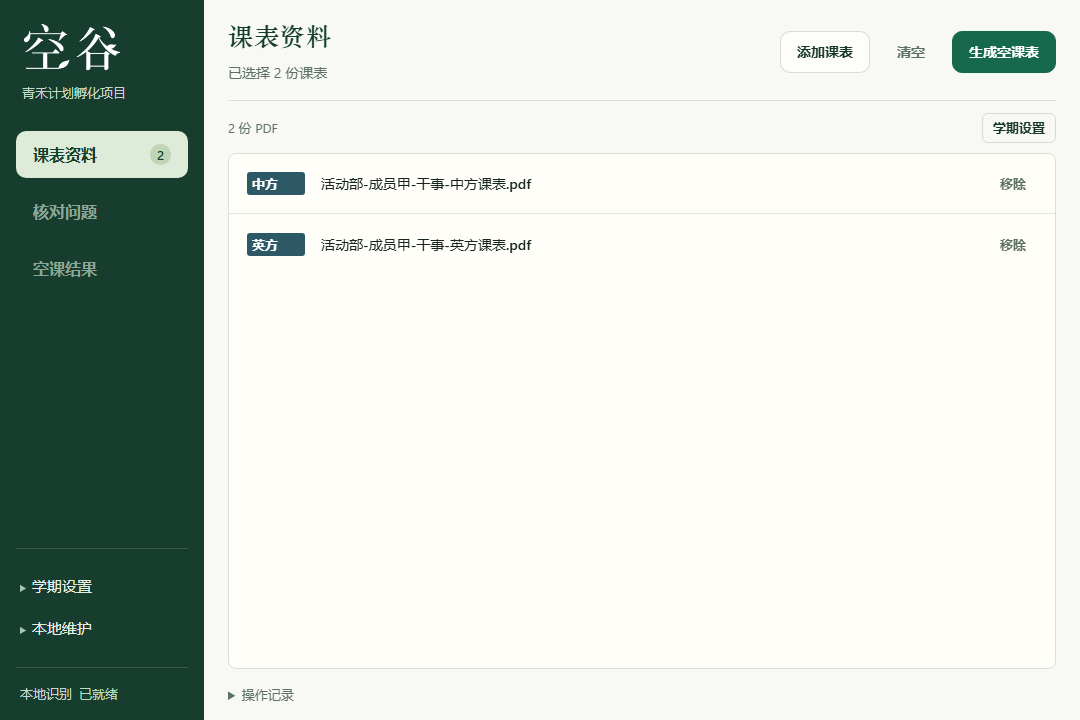 空谷
青禾计划孵化项目
课表资料 2
核对问题
空课结果
▸ 学期设置
▸ 本地维护
本地识别 已就绪
课表资料
已选择 2 份课表
添加课表 清空 生成空课表
2 份 PDF 学期设置
中方 活动部-成员甲-干事-中方课表.pdf 移除
英方 活动部-成员甲-干事-英方课表.pdf 移除
▸ 操作记录